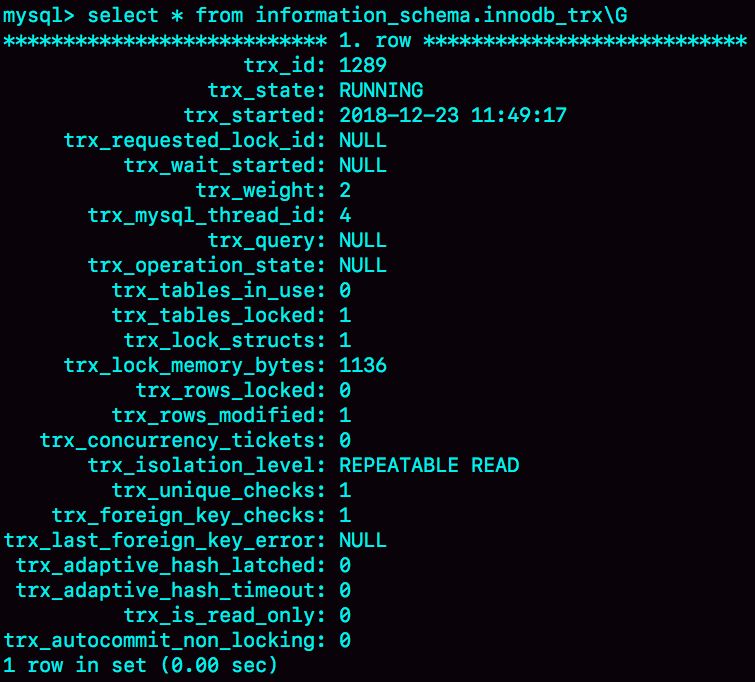 mysql> select * from information_schema.innodb_trx\G
*************************** 1. row ***************************
trx_id: 1289
trx_state: RUNNING
trx_started: 2018-12-23 11:49:17
trx_requested_lock_id: NULL
trx_wait_started: NULL
trx_weight: 2
trx_mysql_thread_id: 4
trx_query: NULL
trx_operation_state: NULL
trx_tables_in_use: 0
trx_tables_locked: 1
trx_lock_structs: 1
trx_lock_memory_bytes: 1136
trx_rows_locked: 0
trx_rows_modified: 1
trx_concurrency_tickets: 0
trx_isolation_level: REPEATABLE READ
trx_unique_checks: 1
trx_foreign_key_checks: 1
trx_last_foreign_key_error: NULL
trx_adaptive_hash_latched: 0
trx_adaptive_hash_timeout: 0
trx_is_read_only: 0
trx_autocommit_non_locking: 0
1 row in set (0.00 sec)